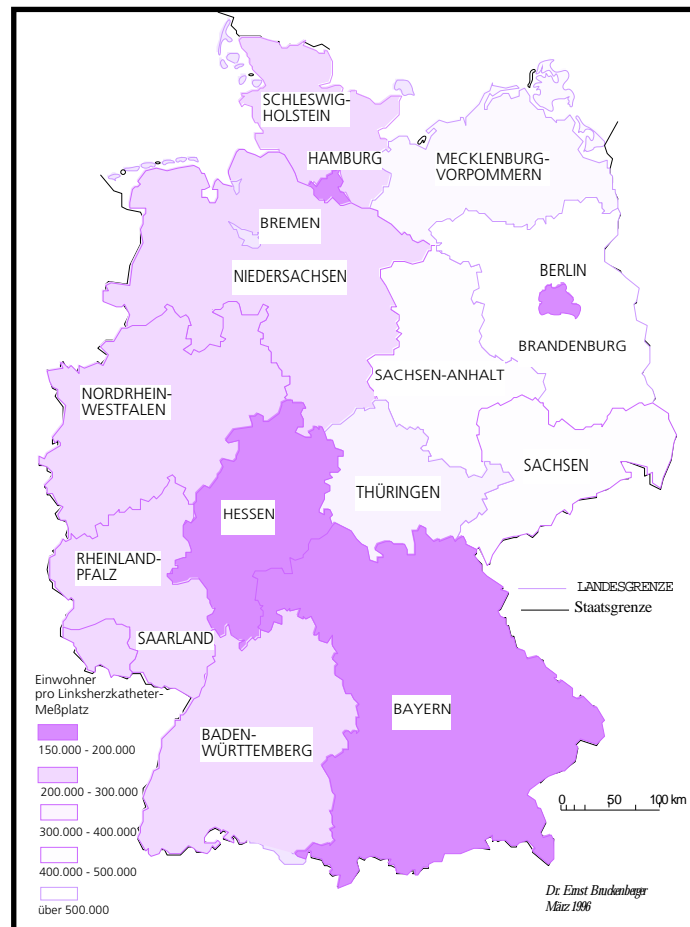 SCHLESWIG-
HOLSTEIN
HAMBURG
MECKLENBURG-
VORPOMMERN
BREMEN
NIEDERSACHSEN
BERLIN
BRANDENBURG
SACHSEN-ANHALT
NORDRHEIN-
WESTFALEN
SACHSEN
THÜRINGEN
HESSEN
RHEINLAND-
PFALZ
LANDESGRENZE
Staatsgrenze
SAARLAND
Einwohner
pro Linksherzkatheter-
Meßplatz
150.000 - 200.000
200.000 - 300.000
300.000 - 400.000
400.000 - 500.000
über 500.000
BAYERN
BADEN-
WÜRTTEMBERG
0 50 100 km
Dr. Ernst Bruckenberger
März 1996